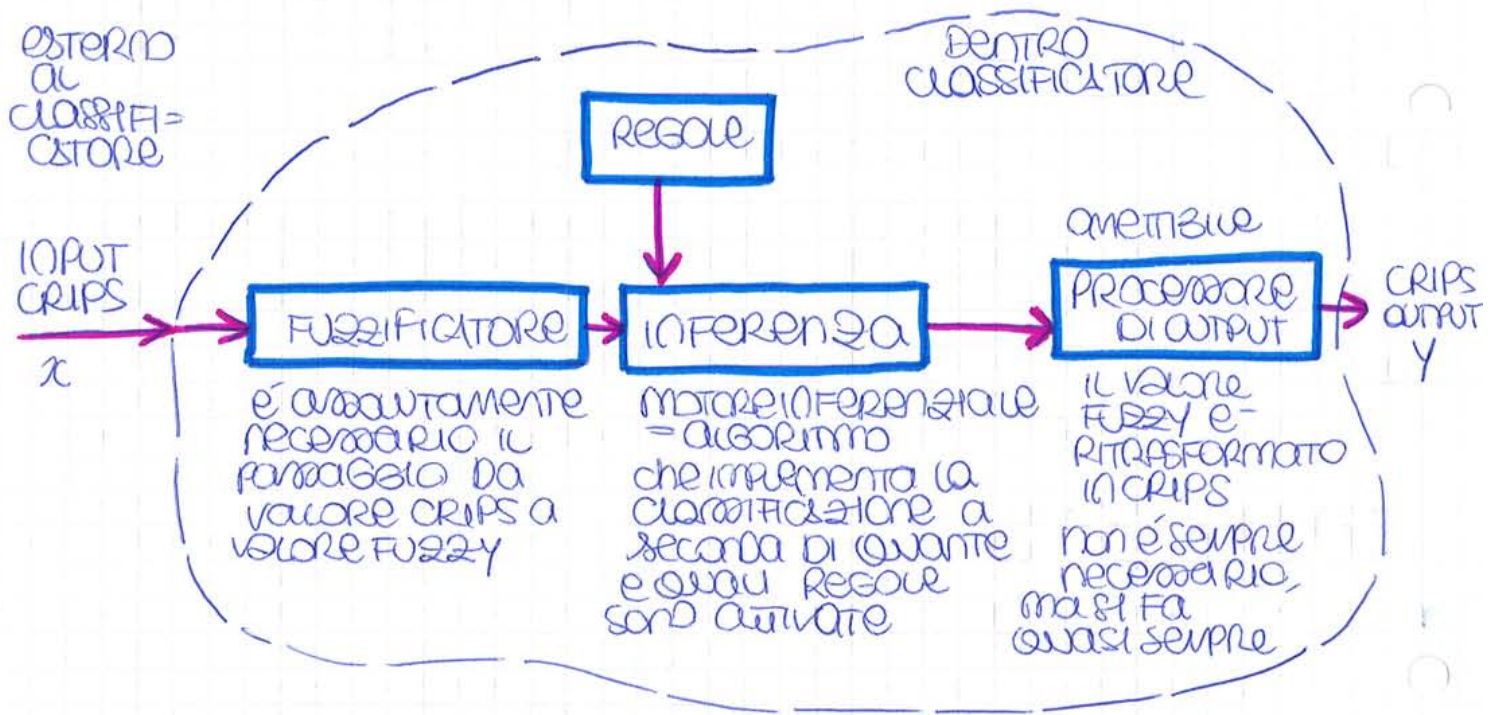 ESTERNO
AL
CLASSIFI=
CATORE
DENTRO
CLASSIFICATORE
REGOLE
INPUT
CRIPS
x
FUZZIFICATORE
INFERENZA
OMETTIBILE
PROCESSORE
DI OUTPUT
CRIPS
OUTPUT
Y
È ASSOLUTAMENTE
NECESSARIO IL
PASSAGGIO DA
VALORE CRIPS A
VALORE FUZZY
MOTORE INFERENZIALE
= ALGORITMO
CHE IMPLEMENTA LA
CLASSIFICAZIONE A
SECONDA DI QUANTE
E QUALI REGOLE
SONO ATTIVATE
IL VALORE
FUZZY E-
RITRASFORMATO
IN CRIPS
NON É SEMPRE
NECESSARIO,
MA SI FA
QUASI SEMPRE